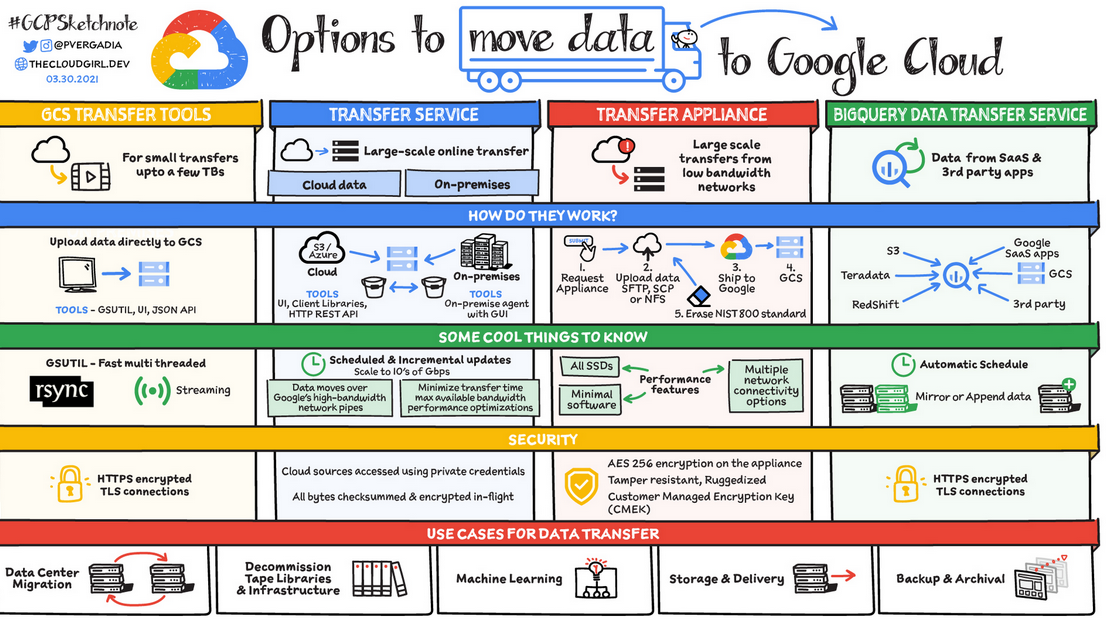 #GCPSketchnote
@PVERGADIA
THECLOUDGIRL.DEV
03.30.2021
Options to move data to Google Cloud
GCS TRANSFER TOOLS
For small transfers
upto a few TBs
TRANSFER SERVICE
Large-scale online transfer
Cloud data
On-premises
TRANSFER APPLIANCE
Large scale
transfers from
low bandwidth
networks
BIGQUERY DATA TRANSFER SERVICE
Data from SaaS &
3rd party apps
HOW DO THEY WORK?
Upload data directly to GCS
TOOLS - GSUTIL, UI, JSON API
S3 /
Azure
Cloud
On-premises
TOOLS
UI, Client Libraries,
HTTP REST API
TOOLS
On-premise agent
with GUI
SUBMIT
1.
Request
Appliance
2.
Upload data
SFTP, SCP
or NFS
3.
Ship to
Google
4.
GCS
5. Erase NIST 800 standard
S3
Teradata
RedShift
Google
SaaS apps
GCS
3rd party
SOME COOL THINGS TO KNOW
GSUTIL - Fast multi threaded
rsync
Streaming
Scheduled & Incremental updates
Scale to 10's of Gbps
Data moves over
Google's high-bandwidth
network pipes
Minimize transfer time
max available bandwidth
performance optimizations
All SSDs
Minimal
software
Performance
features
Multiple
network
connectivity
options
Automatic Schedule
Mirror or Append data
SECURITY
HTTPS encrypted
TLS connections
Cloud sources accessed using private credentials
All bytes checksummed & encrypted in-flight
AES 256 encryption on the appliance
Tamper resistant, Ruggedized
Customer Managed Encryption Key
(CMEK)
HTTPS encrypted
TLS connections
USE CASES FOR DATA TRANSFER
Data Center
Migration
Decommission
Tape Libraries
& Infrastructure
Machine Learning
Storage & Delivery
Backup & Archival